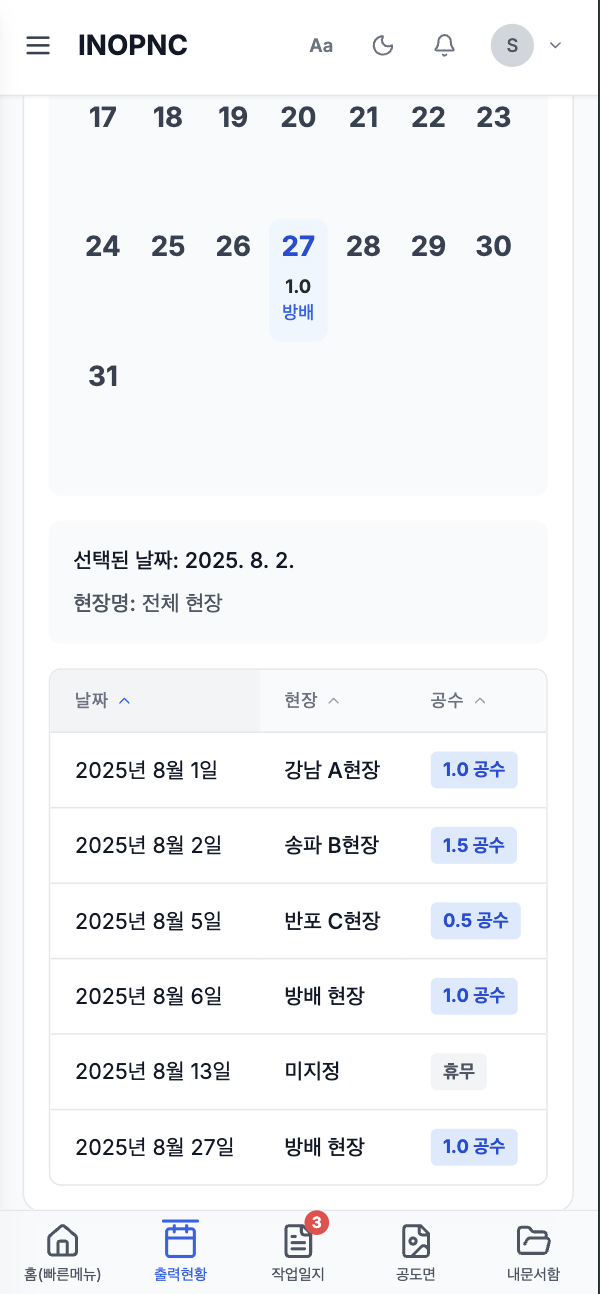 INOPNC Aa S
17 18 19 20 21 22 23
24 25 26 27 28 29 30
1.0
방배
31
선택된 날짜: 2025. 8. 2.
현장명: 전체 현장
날짜 현장 공수
2025년 8월 1일 강남 A현장 1.0 공수
2025년 8월 2일 송파 B현장 1.5 공수
2025년 8월 5일 반포 C현장 0.5 공수
2025년 8월 6일 방배 현장 1.0 공수
2025년 8월 13일 미지정 휴무
2025년 8월 27일 방배 현장 1.0 공수
3
홈(빠른메뉴) 출력현황 작업일지 공도면 내문서함